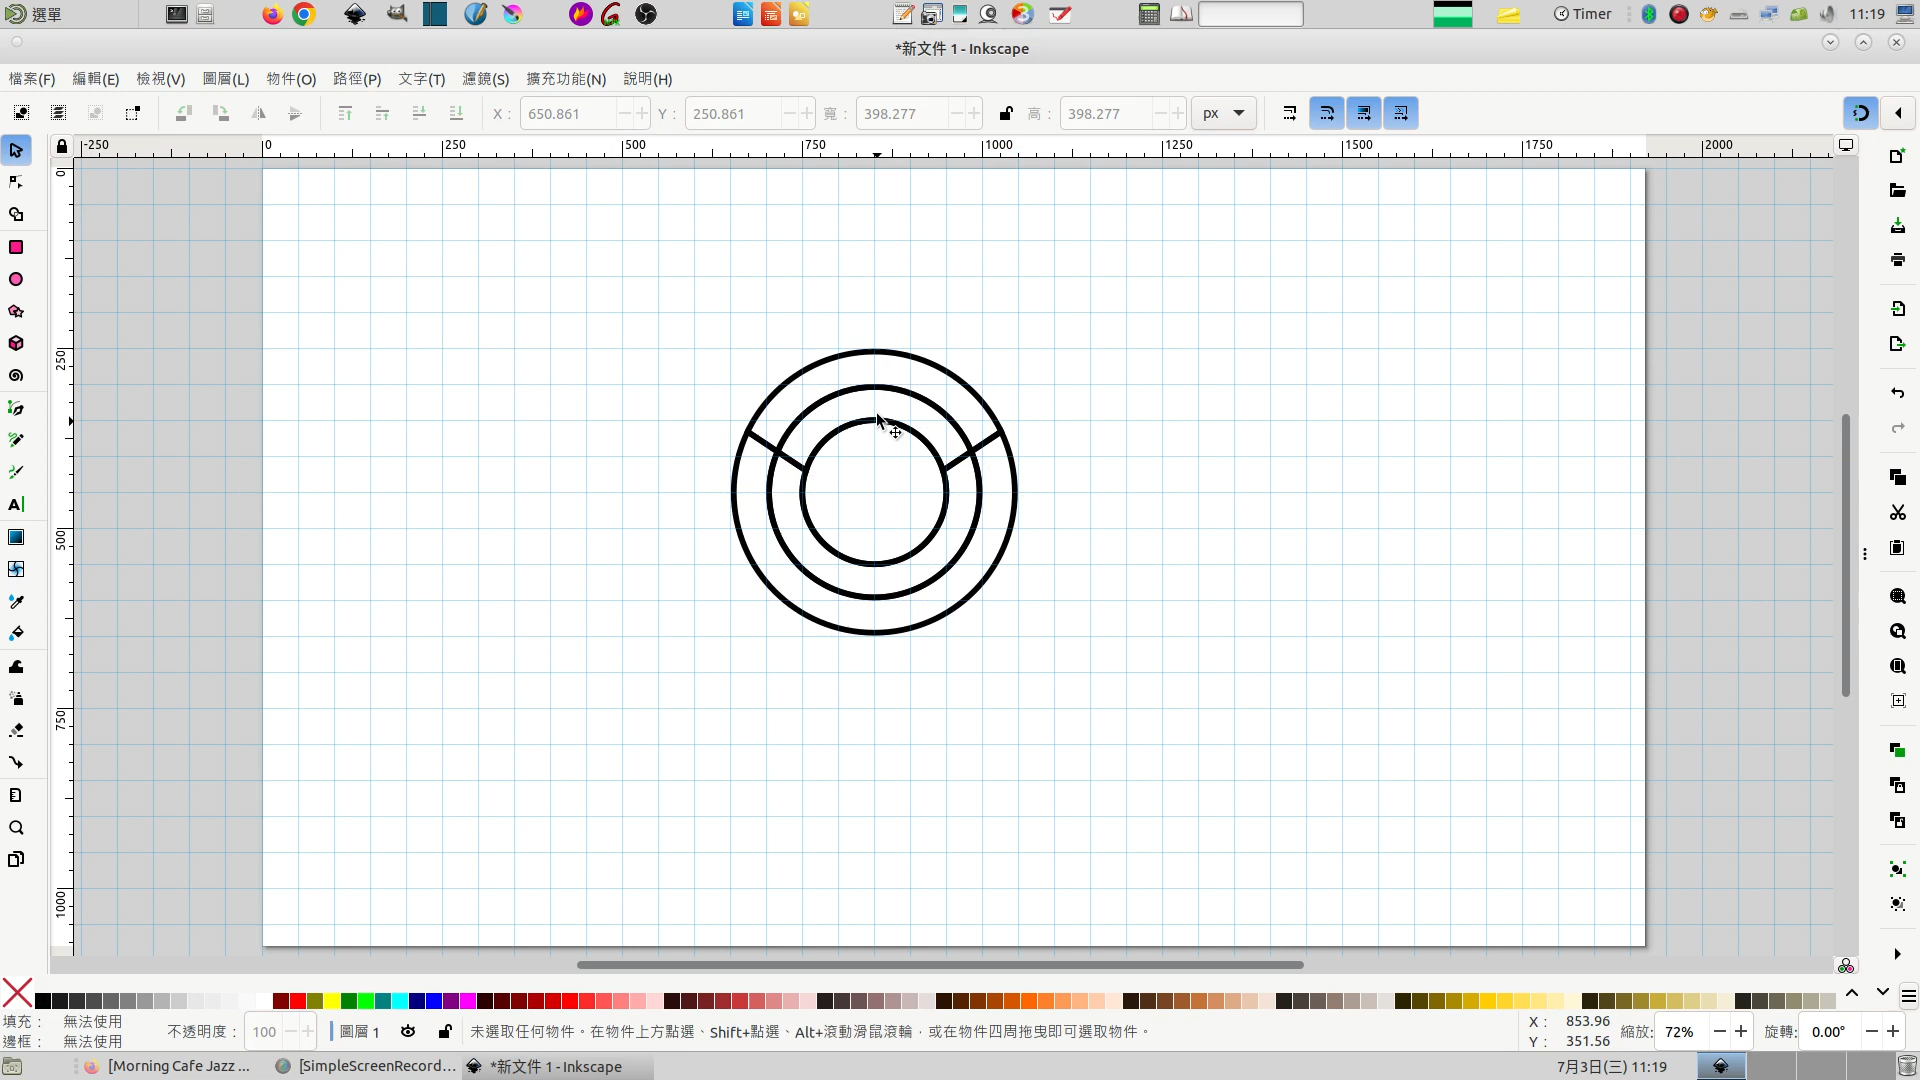 選單
Timer
11:19
*新文件 1 - Inkscape
檔案(F) 編輯(E) 檢視(V) 圖層(L) 物件(O) 路徑(P) 文字(T) 濾鏡(S) 擴充功能(N) 說明(H)
X： 650.861 Y： 250.861 寬： 398.277 高： 398.277 px
-250 0 250 500 750 1000 1250 1500 1750 2000
0
250
500
750
1000
填充： 無法使用
邊框： 無法使用
不透明度： 100
圖層 1
未選取任何物件。在物件上方點選、Shift+點選、Alt+滾動滑鼠滾輪，或在物件四周拖曳即可選取物件。
X： 853.96
Y： 351.56
縮放: 72%
旋轉: 0.00°
[Morning Cafe Jazz ...
[SimpleScreenRecord...
*新文件 1 - Inkscape
7月3日(三) 11:19